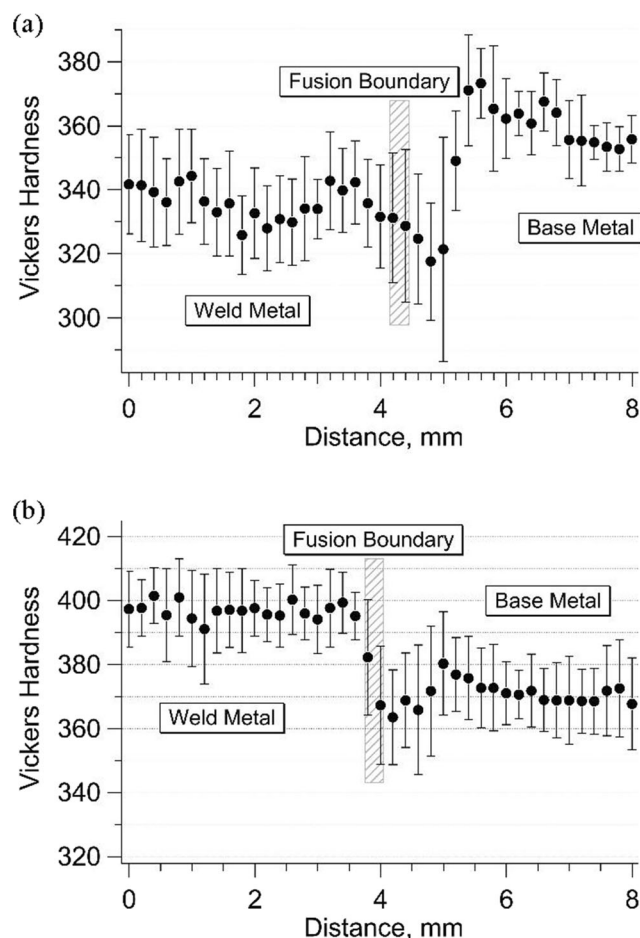 (a)
380
360
340
320
300
Vickers Hardness
Fusion Boundary
Weld Metal
Base Metal
0 2 4 6 8
Distance, mm
(b)
420
400
380
360
340
320
Vickers Hardness
Fusion Boundary
Base Metal
Weld Metal
0 2 4 6 8
Distance, mm